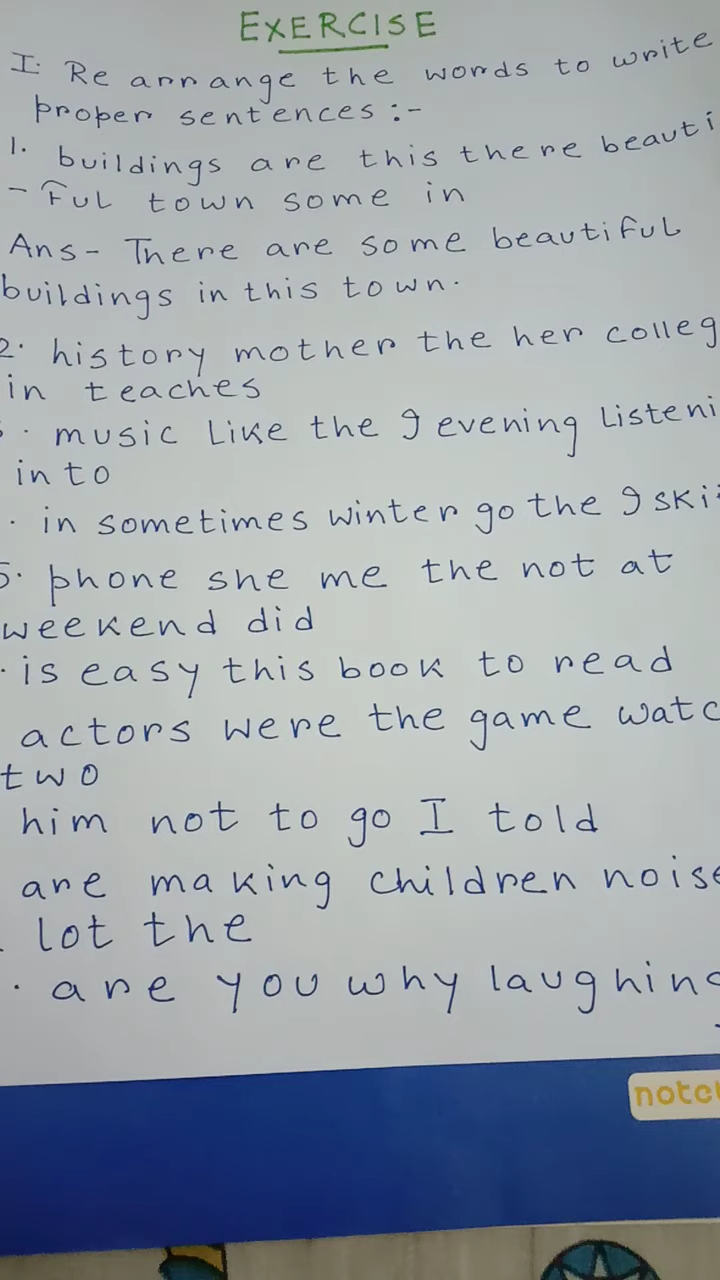 EXERCISE
I. Re arrange the words to write
proper sentences :-
1. buildings are this there beauti
- ful town some in
Ans - There are some beautiful
buildings in this town.
2. history mother the her colleg
in teaches
. music like the I evening listeni
in to
. in sometimes winter go the I ski
5. phone she me the not at
weekend did
. is easy this book to read
actors were the game watc
two
him not to go I told
are making children noise
lot the
. are you why laughing
note